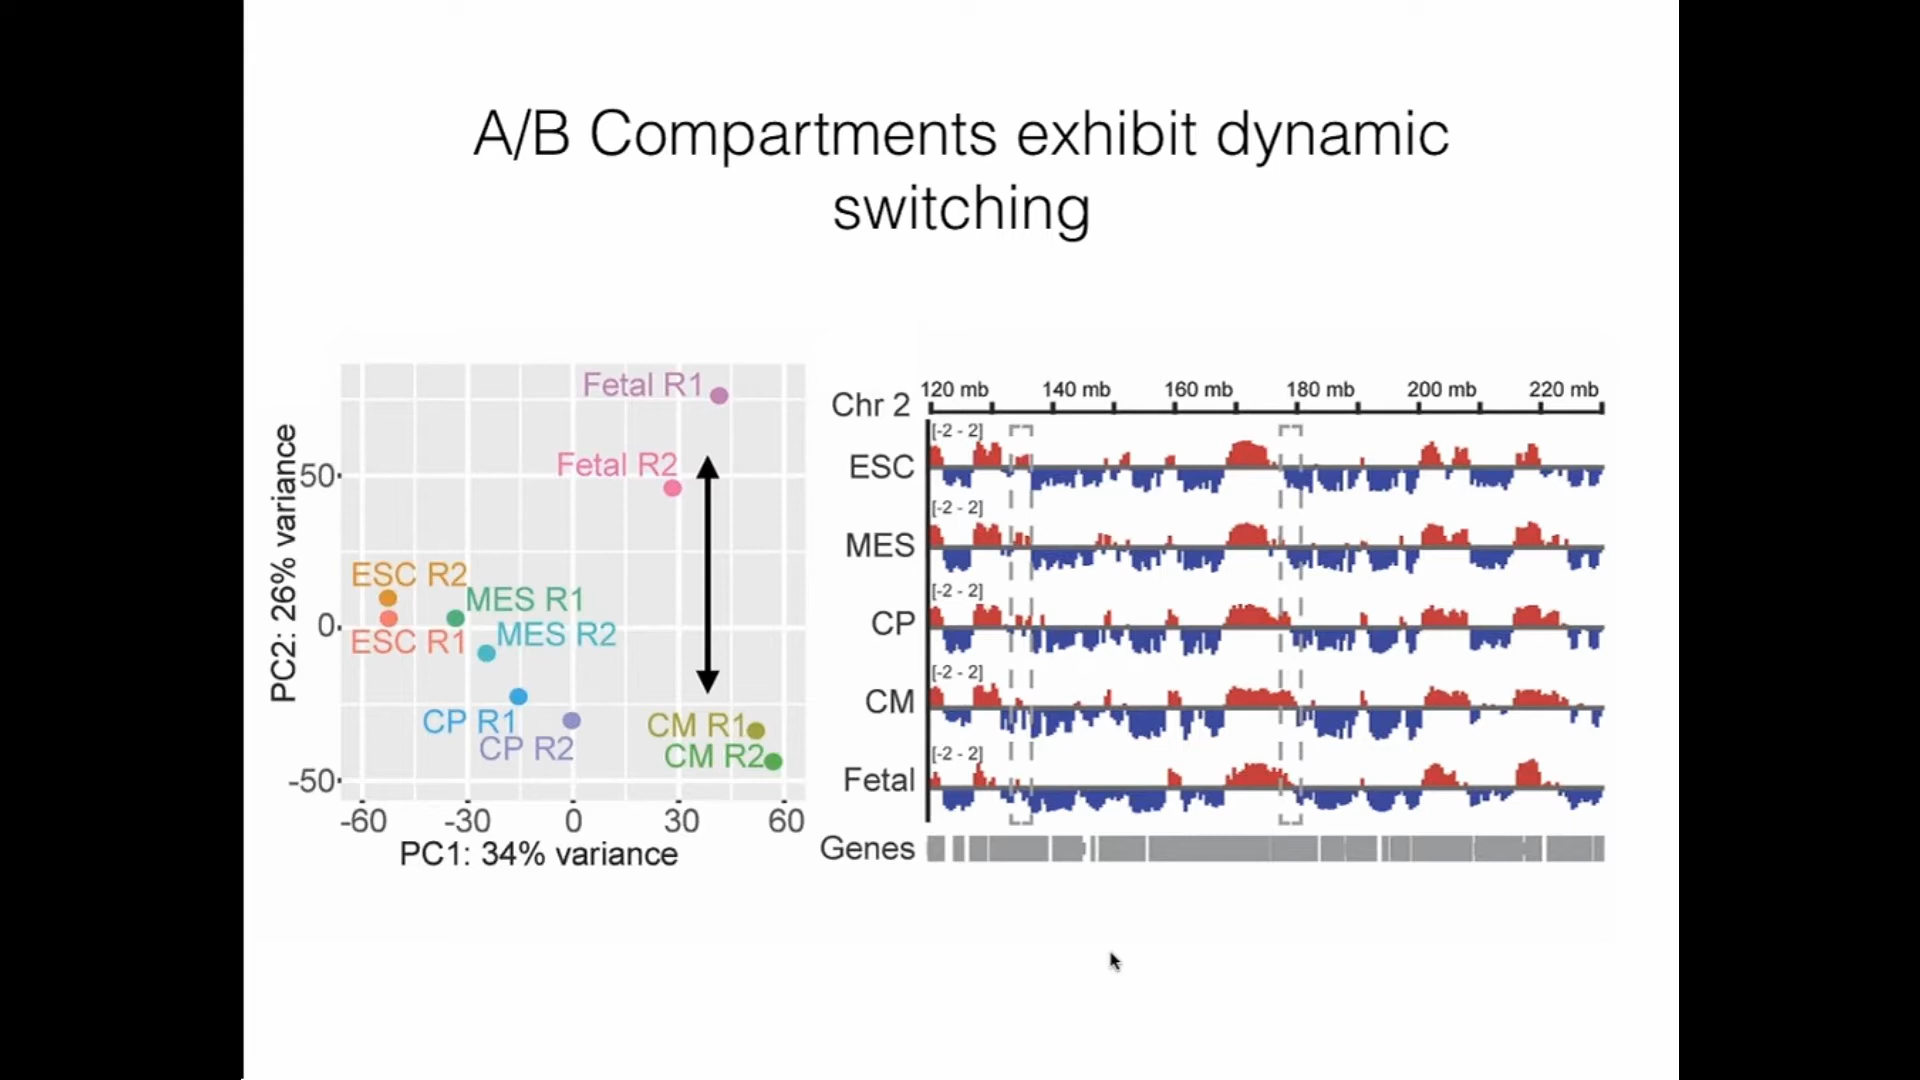 A/B Compartments exhibit dynamic
switching
Fetal R1
Fetal R2
ESC R2
MES R1
ESC R1
MES R2
CP R1
CP R2
CM R1
CM R2
PC2: 26% variance
50
0
-50
-60 -30 0 30 60
PC1: 34% variance
120 mb 140 mb 160 mb 180 mb 200 mb 220 mb
Chr 2
[-2 - 2]
ESC
[-2 - 2]
MES
[-2 - 2]
CP
[-2 - 2]
CM
[-2 - 2]
Fetal
Genes